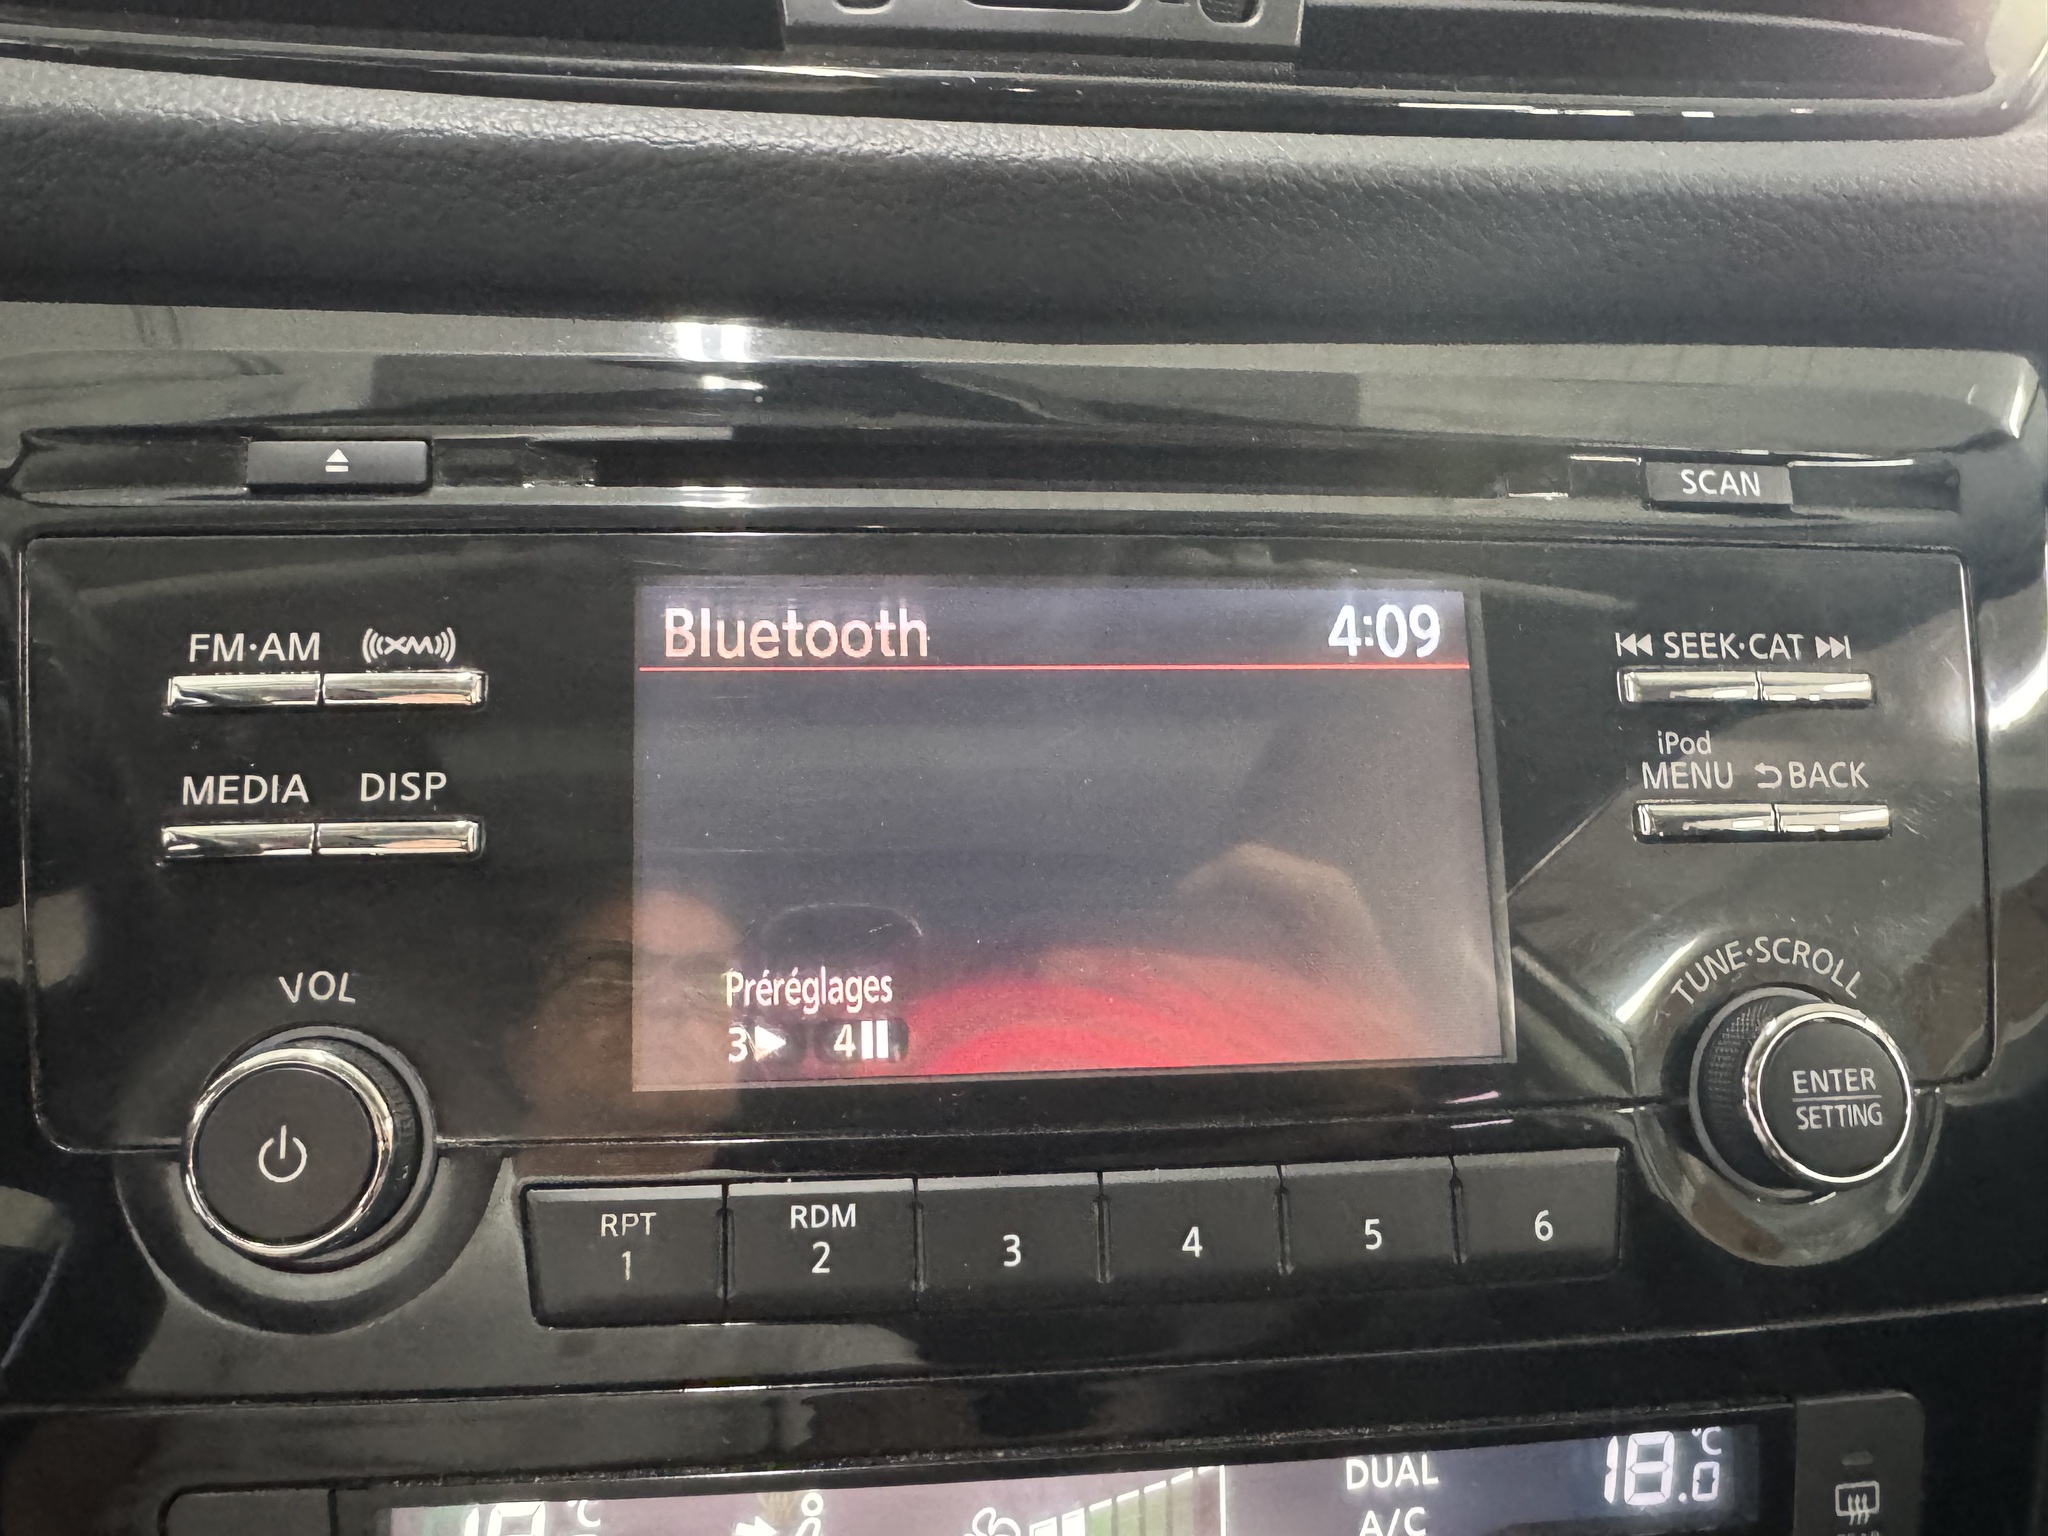 SCAN
FM·AM
XM
Bluetooth 4:09
SEEK·CAT
MEDIA DISP
iPod
MENU BACK
VOL
TUNE·SCROLL
Préréglages
3 4
ENTER
SETTING
RPT
1
RDM
2
3
4
5
6
DUAL 18.0 °C
A/C
°C